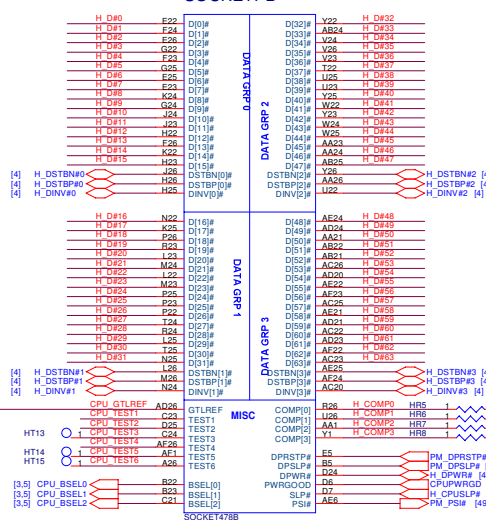 H_D#0 E22 D[0]# D[32]# Y22 H_D#32
H_D#1 F24 D[1]# D[33]# AB24 H_D#33
H_D#2 E26 D[2]# D[34]# V24 H_D#34
H_D#3 G22 D[3]# D[35]# V26 H_D#35
H_D#4 F23 D[4]# D[36]# V23 H_D#36
H_D#5 G25 D[5]# D[37]# T22 H_D#37
H_D#6 E25 D[6]# D[38]# U25 H_D#38
H_D#7 E23 D[7]# D[39]# U23 H_D#39
H_D#8 K24 D[8]# D[40]# Y25 H_D#40
H_D#9 G24 D[9]# D[41]# W22 H_D#41
H_D#10 J24 D[10]# D[42]# Y23 H_D#42
H_D#11 J23 D[11]# D[43]# W24 H_D#43
H_D#12 H22 D[12]# D[44]# W25 H_D#44
H_D#13 F26 D[13]# D[45]# AA23 H_D#45
H_D#14 K22 D[14]# D[46]# AA24 H_D#46
H_D#15 H23 D[15]# D[47]# AB25 H_D#47
[4] H_DSTBN#0 J26 DSTBN[0]# DSTBN[2]# Y26 H_DSTBN#2 [4]
[4] H_DSTBP#0 H26 DSTBP[0]# DSTBP[2]# AA26 H_DSTBP#2 [4]
[4] H_DINV#0 H25 DINV[0]# DINV[2]# U22 H_DINV#2 [4]
DATA GRP 0
DATA GRP 2
H_D#16 N22 D[16]# D[48]# AE24 H_D#48
H_D#17 K25 D[17]# D[49]# AD24 H_D#49
H_D#18 P26 D[18]# D[50]# AA21 H_D#50
H_D#19 R23 D[19]# D[51]# AB22 H_D#51
H_D#20 L23 D[20]# D[52]# AB21 H_D#52
H_D#21 M24 D[21]# D[53]# AC26 H_D#53
H_D#22 L22 D[22]# D[54]# AD20 H_D#54
H_D#23 M23 D[23]# D[55]# AE22 H_D#55
H_D#24 P25 D[24]# D[56]# AF23 H_D#56
H_D#25 P23 D[25]# D[57]# AC25 H_D#57
H_D#26 P22 D[26]# D[58]# AE21 H_D#58
H_D#27 T24 D[27]# D[59]# AD21 H_D#59
H_D#28 R24 D[28]# D[60]# AC22 H_D#60
H_D#29 L25 D[29]# D[61]# AD23 H_D#61
H_D#30 T25 D[30]# D[62]# AF22 H_D#62
H_D#31 N25 D[31]# D[63]# AC23 H_D#63
[4] H_DSTBN#1 L26 DSTBN[1]# DSTBN[3]# AE25 H_DSTBN#3 [4]
[4] H_DSTBP#1 M26 DSTBP[1]# DSTBP[3]# AF24 H_DSTBP#3 [4]
[4] H_DINV#1 N24 DINV[1]# DINV[3]# AC20 H_DINV#3 [4]
DATA GRP 1
DATA GRP 3
MISC
CPU_GTLREF AD26 GTLREF COMP[0] R26 H_COMP0 HR5 1
CPU_TEST1 C23 TEST1 COMP[1] U26 H_COMP1 HR6 1
CPU_TEST2 D25 TEST2 COMP[2] AA1 H_COMP2 HR7 1
HT13 1 CPU_TEST3 C24 TEST3 COMP[3] Y1 H_COMP3 HR8 1
CPU_TEST4 AF26 TEST4
HT14 1 CPU_TEST5 AF1 TEST5 DPRSTP# E5 PM_DPRSTP#
HT15 1 CPU_TEST6 A26 TEST6 DPSLP# B5 PM_DPSLP#
DPWR# D24 H_DPWR# [4]
[3,5] CPU_BSEL0 B22 BSEL[0] PWRGOOD D6 CPUPWRGD
[3,5] CPU_BSEL1 B23 BSEL[1] SLP# D7 H_CPUSLP#
[3,5] CPU_BSEL2 C21 BSEL[2] PSI# AE6 PM_PSI# [49
SOCKET478B